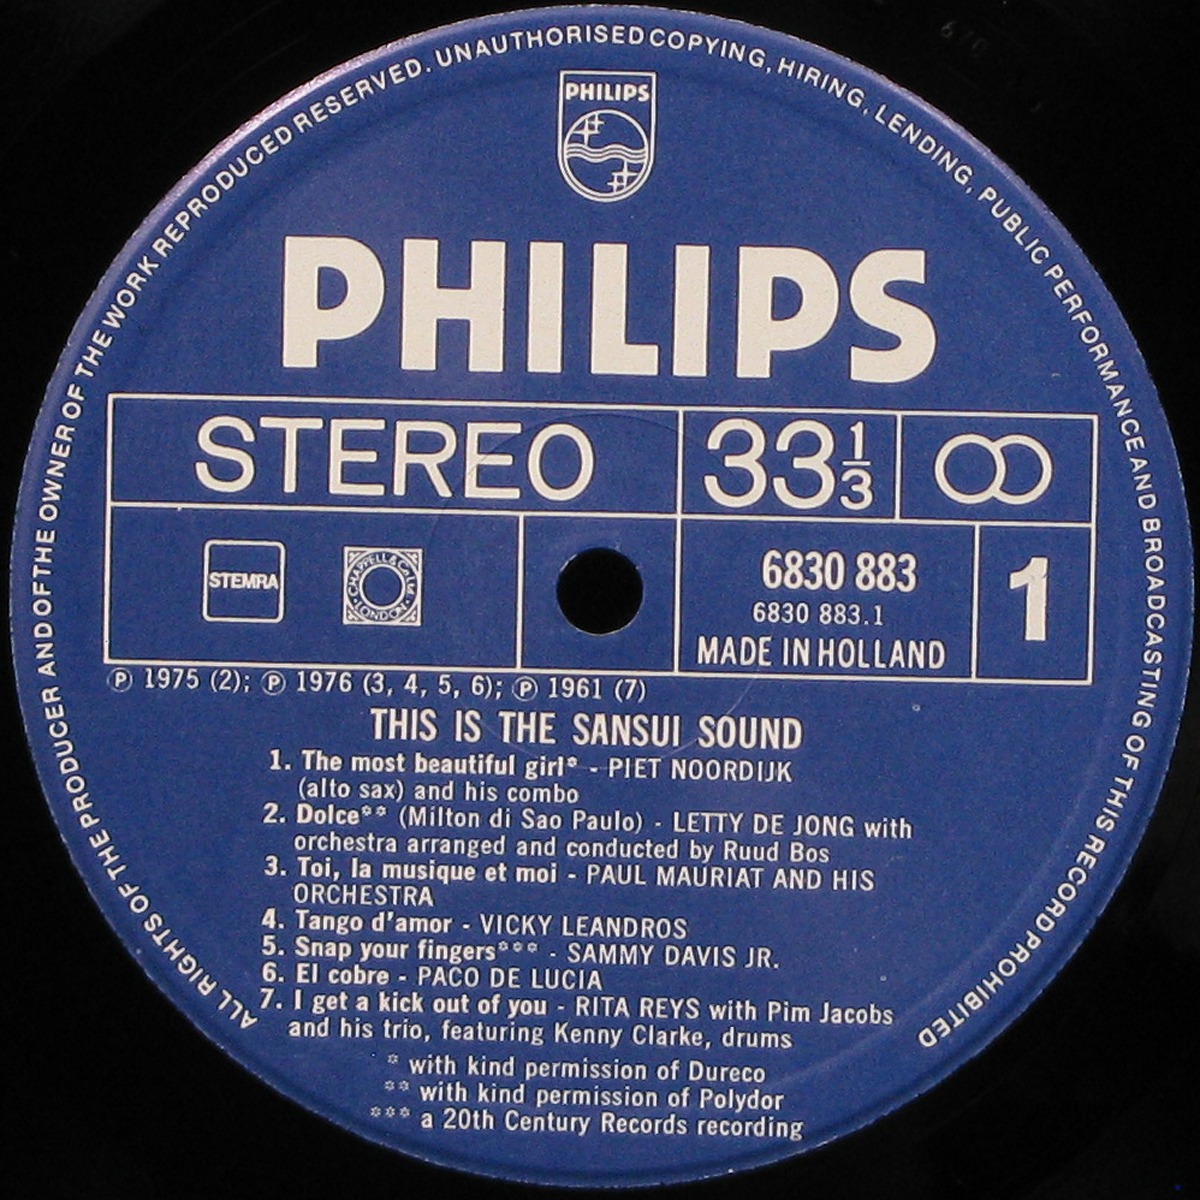 ALL RIGHTS OF THE PRODUCER AND OF THE OWNER OF THE WORK REPRODUCED RESERVED. UNAUTHORISED COPYING, HIRING, LENDING, PUBLIC PERFORMANCE AND BROADCASTING OF THIS RECORD PROHIBITED
PHILIPS
PHILIPS
STEREO 33 1/3
STEMRA
CHAPPELL & Co Ltd. LONDON
6830 883
6830 883.1
MADE IN HOLLAND
1
Ⓟ 1975 (2); Ⓟ 1976 (3, 4, 5, 6); Ⓟ 1961 (7)
THIS IS THE SANSUI SOUND
1. The most beautiful girl* - PIET NOORDIJK
(alto sax) and his combo
2. Dolce** (Milton di Sao Paulo) - LETTY DE JONG with
orchestra arranged and conducted by Ruud Bos
3. Toi, la musique et moi - PAUL MAURIAT AND HIS
ORCHESTRA
4. Tango d'amor - VICKY LEANDROS
5. Snap your fingers*** - SAMMY DAVIS JR.
6. El cobre - PACO DE LUCIA
7. I get a kick out of you - RITA REYS with Pim Jacobs
and his trio, featuring Kenny Clarke, drums
* with kind permission of Dureco
** with kind permission of Polydor
*** a 20th Century Records recording